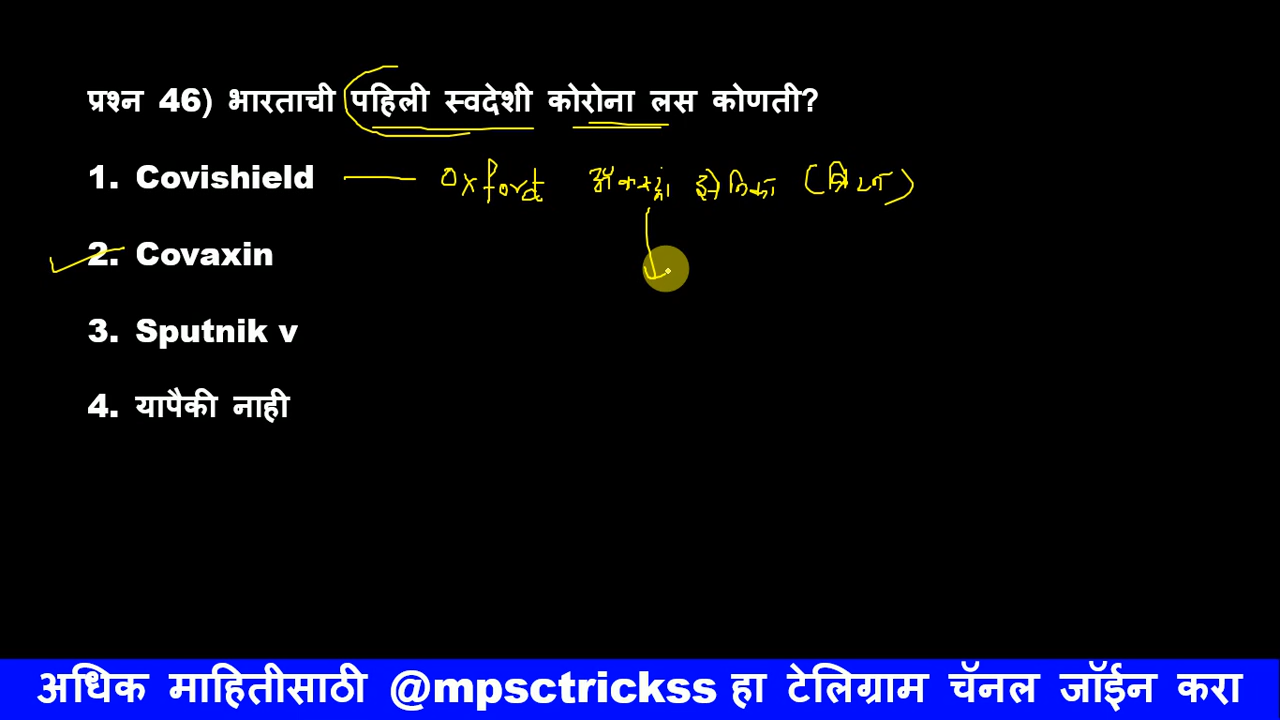 प्रश्न 46) भारताची पहिली स्वदेशी कोरोना लस कोणती?
1. Covishield — Oxford
2. Covaxin
3. Sputnik v
4. यापैकी नाही
अधिक माहितीसाठी @mpsctrickss हा टेलिग्राम चॅनल जॉईन करा